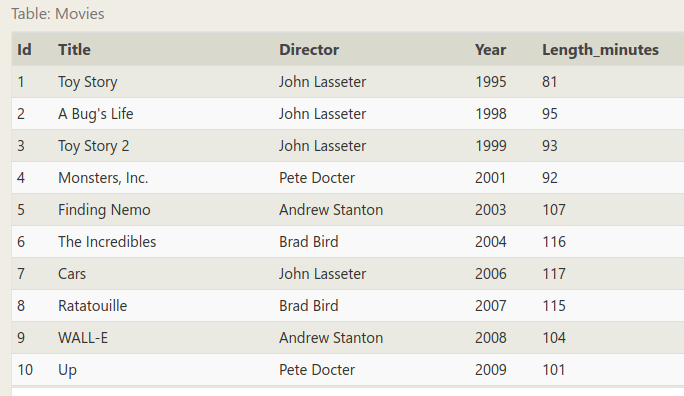 Table: Movies
Id Title Director Year Length_minutes
1 Toy Story John Lasseter 1995 81
2 A Bug's Life John Lasseter 1998 95
3 Toy Story 2 John Lasseter 1999 93
4 Monsters, Inc. Pete Docter 2001 92
5 Finding Nemo Andrew Stanton 2003 107
6 The Incredibles Brad Bird 2004 116
7 Cars John Lasseter 2006 117
8 Ratatouille Brad Bird 2007 115
9 WALL-E Andrew Stanton 2008 104
10 Up Pete Docter 2009 101